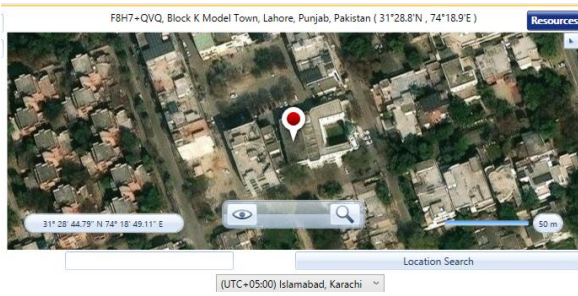 F8H7+QVQ, Block K Model Town, Lahore, Punjab, Pakistan ( 31°28.8'N , 74°18.9'E )
Resources
31° 28' 44.79" N 74° 18' 49.11" E
50 m
Location Search
(UTC+05:00) Islamabad, Karachi